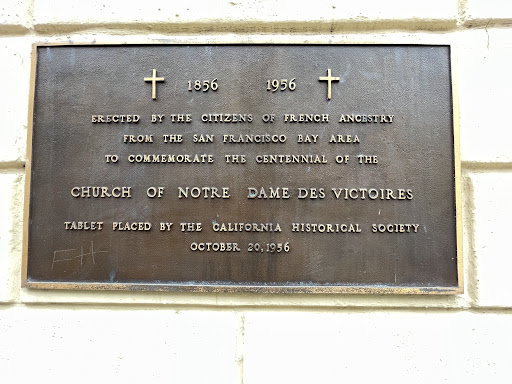 1856 1956
ERECTED BY THE CITIZENS OF FRENCH ANCESTRY
FROM THE SAN FRANCISCO BAY AREA
TO COMMEMORATE THE CENTENNIAL OF THE
CHURCH OF NOTRE DAME DES VICTOIRES
TABLET PLACED BY THE CALIFORNIA HISTORICAL SOCIETY
OCTOBER 20, 1956
FH